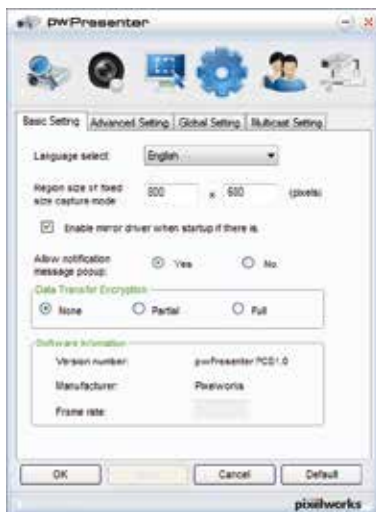 pwPresenter
Basic Setting Advanced Setting Global Setting Multicast Setting
Language select: English
Region size of fixed 800 x 600 (pixels)
size capture mode
Enable mirror driver when startup if there is.
Allow notification Yes No
message popup:
Data Transfer Encryption
None Partial Full
Software Information
Version number: pwPresenter
Manufacturer: Pixelworks
Frame rate:
OK Cancel Default
pixelworks